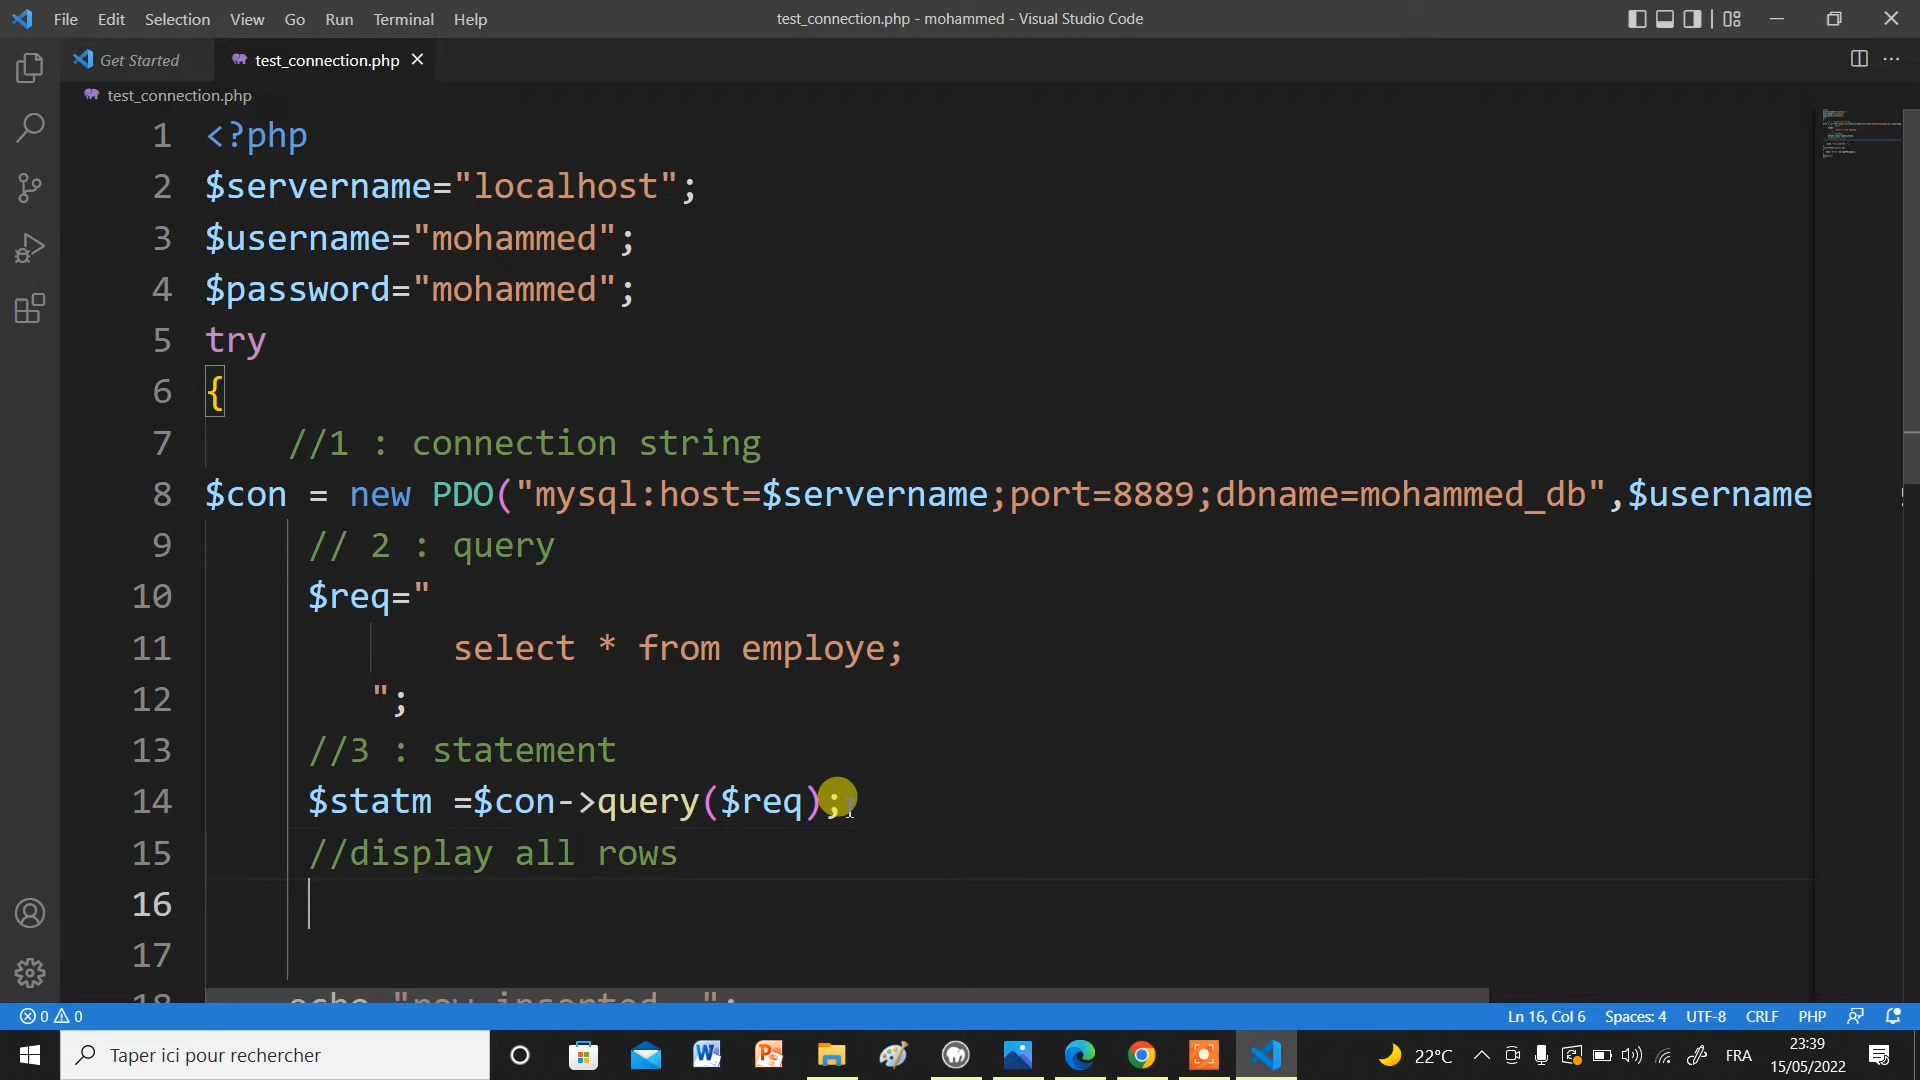 File Edit Selection View Go Run Terminal Help test_connection.php - mohammed - Visual Studio Code
Get Started test_connection.php
test_connection.php
1 <?php
2 $servername="localhost";
3 $username="mohammed";
4 $password="mohammed";
5 try
6 {
7 //1 : connection string
8 $con = new PDO("mysql:host=$servername;port=8889;dbname=mohammed_db",$username
9 // 2 : query
10 $req="
11 select * from employe;
12 ";
13 //3 : statement
14 $statm =$con->query($req);
15 //display all rows
16
17
18 echo "row inserted ";
0 0 Ln 16, Col 6 Spaces: 4 UTF-8 CRLF PHP
Taper ici pour rechercher 22°C FRA 23:39
15/05/2022